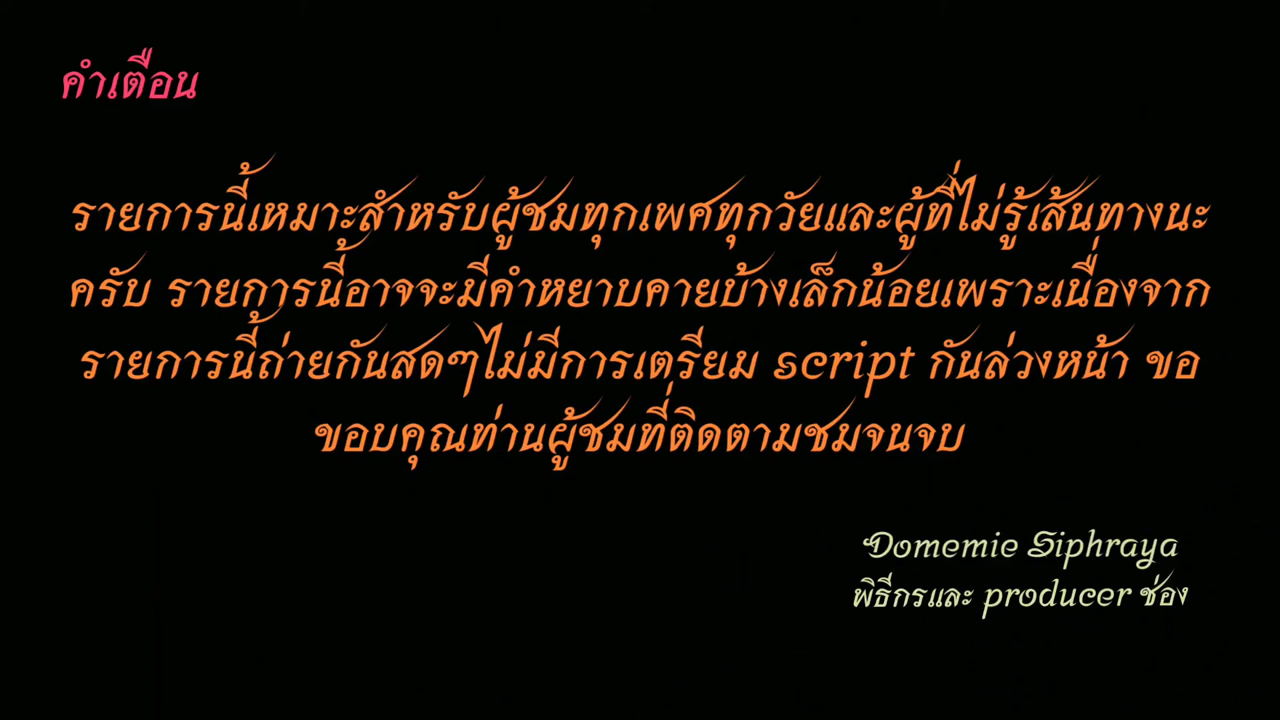 คำเตือน
รายการนี้เหมาะสำหรับผู้ชมทุกเพศทุกวัยและผู้ที่ไม่รู้เส้นทางนะ
ครับ รายการนี้อาจจะมีคำหยาบคายบ้างเล็กน้อยเพราะเนื่องจาก
รายการนี้ถ่ายกันสดๆไม่มีการเตรียม script กันล่วงหน้า ขอ
ขอบคุณท่านผู้ชมที่ติดตามชมจนจบ
Domemie Siphraya
พิธีกรและ producer ช่อง